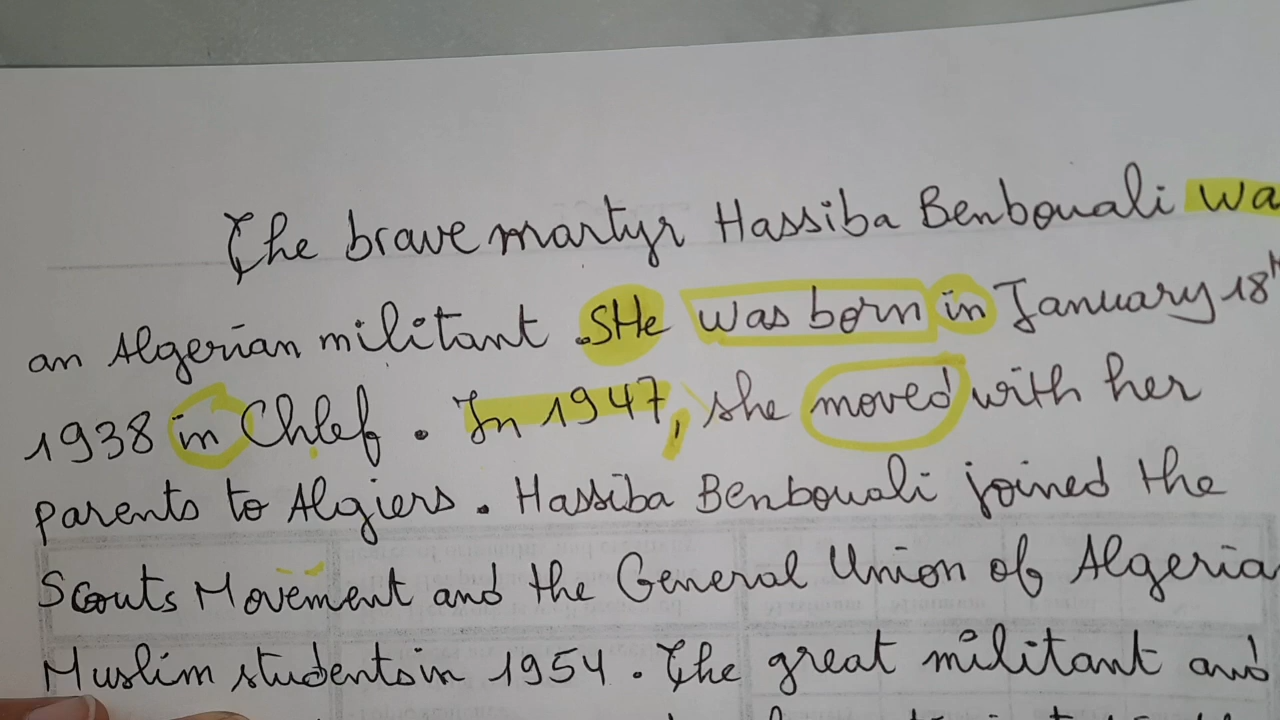 The brave martyr Hassiba Benbouali wa
an Algerian militant . SHe was born in January 18th
1938 in Chlef . In 1947, she moved with her
parents to Algiers . Hassiba Benbouali joined the
Scouts Movement and the General Union of Algeria
Muslim students in 1954 . The great militant and